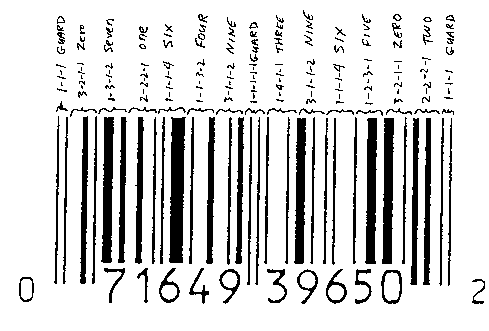 1-1-1 GUARD
3-2-1-1 Zero
1-3-1-2 Seven
2-2-2-1 one
1-1-1-4 SIX
1-1-3-2 FOUR
3-1-1-2 NINE
1-1-1-1-1 GUARD
1-4-1-1 THREE
3-1-1-2 NINE
1-1-1-4 SIX
1-2-3-1 FIVE
3-2-1-1 ZERO
2-2-2-1 TWO
1-1-1 GUARD
0 71649 39650 2